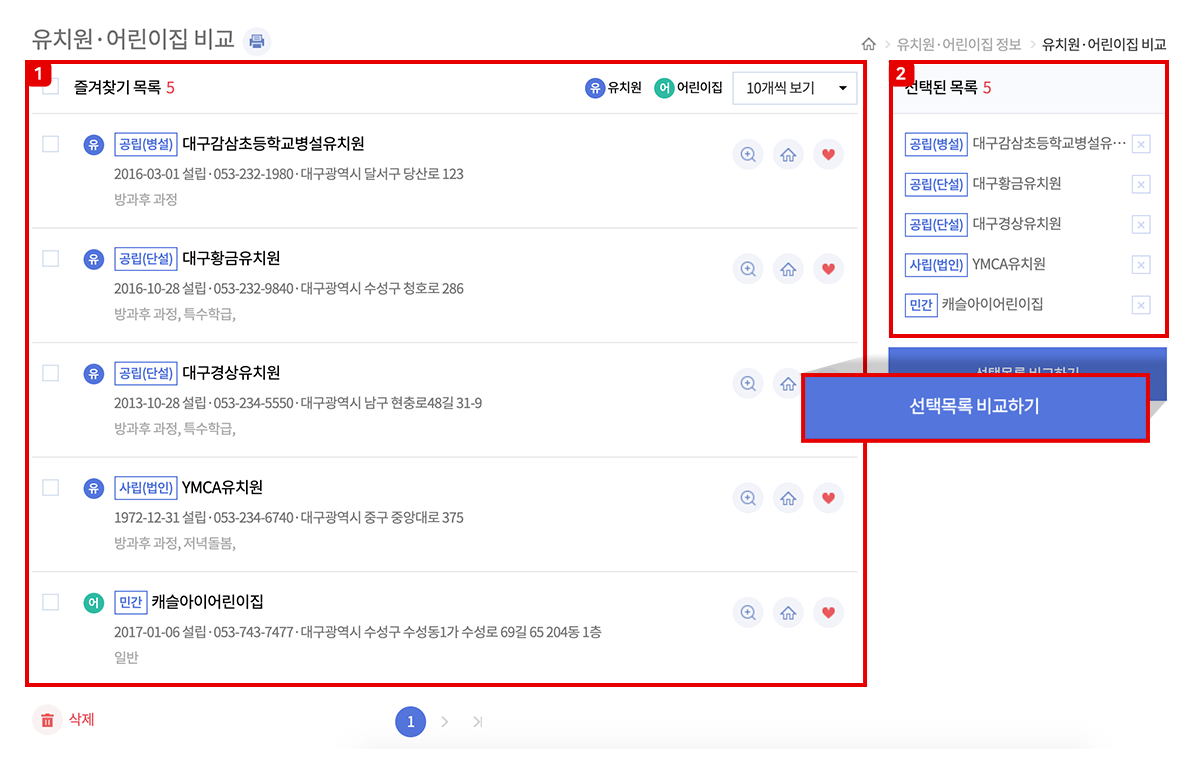 유치원·어린이집 비교
유치원·어린이집 정보 > 유치원·어린이집 비교
1
즐겨찾기 목록 5
유 유치원 어 어린이집 10개씩 보기
유 공립(병설) 대구감삼초등학교병설유치원
2016-03-01 설립·053-232-1980·대구광역시 달서구 당산로 123
방과후 과정
유 공립(단설) 대구황금유치원
2016-10-28 설립·053-232-9840·대구광역시 수성구 청호로 286
방과후 과정, 특수학급,
유 공립(단설) 대구경상유치원
2013-10-28 설립·053-234-5550·대구광역시 남구 현충로48길 31-9
방과후 과정, 특수학급,
유 사립(법인) YMCA유치원
1972-12-31 설립·053-234-6740·대구광역시 중구 중앙대로 375
방과후 과정, 저녁돌봄,
어 민간 캐슬아이어린이집
2017-01-06 설립·053-743-7477·대구광역시 수성구 수성동1가 수성로 69길 65 204동 1층
일반
삭제
1
2
선택된 목록 5
공립(병설) 대구감삼초등학교병설유…
공립(단설) 대구황금유치원
공립(단설) 대구경상유치원
사립(법인) YMCA유치원
민간 캐슬아이어린이집
선택목록 비교하기
선택목록 비교하기